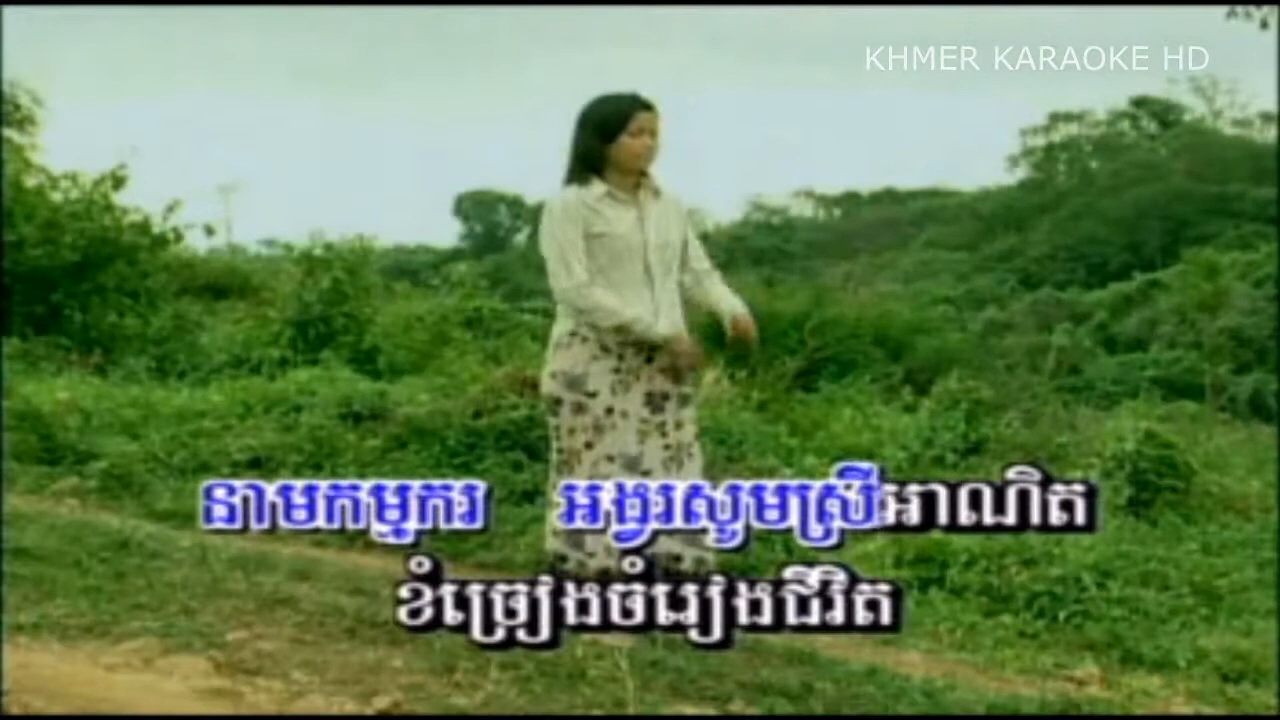 KHMER KARAOKE HD
នាមកម្មករ អង្វរសូមស្រីអាណិត
ខំច្រៀងចំរៀងជីវិត